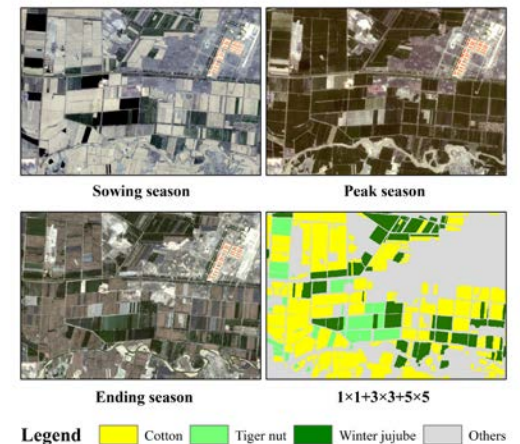 Sowing season
Peak season
Ending season
1×1+3×3+5×5
Legend
Cotton
Tiger nut
Winter jujube
Others